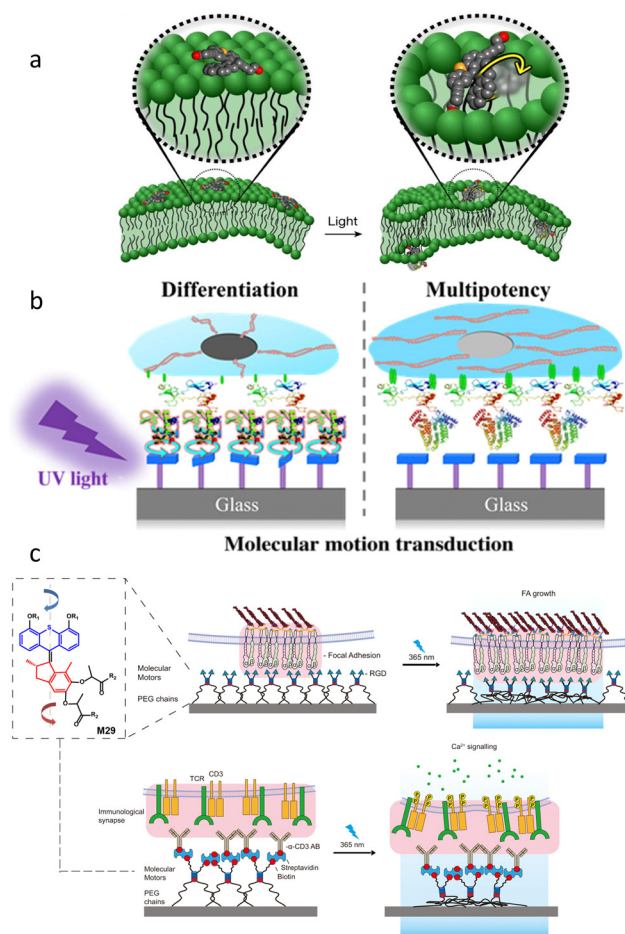 a
Light
b
Differentiation
Multipotency
UV light
Glass
Glass
Molecular motion transduction
c
OR₁
S
OR₁
O
R₂
O
O
R₂
O
M29
Molecular
Motors
PEG chains
- Focal Adhesion
- RGD
365 nm
FA growth
Immunological
synapse
TCR
CD3
Molecular
Motors
PEG
chains
-α-CD3 AB
Streptavidin
Biotin
365 nm
Ca²⁺ signalling
P P P P P P